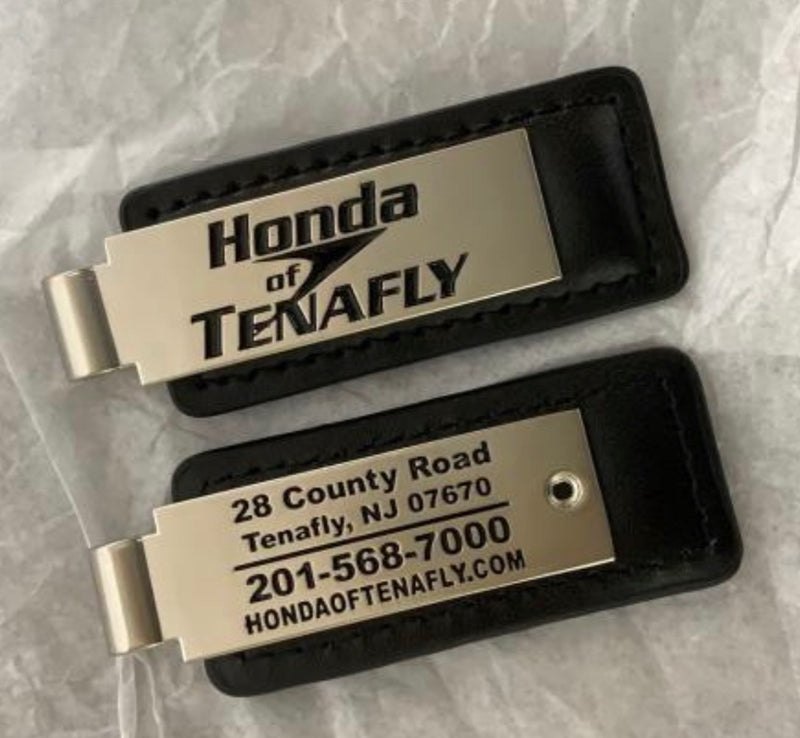 Honda
of
TENAFLY
28 County Road
Tenafly, NJ 07670
201-568-7000
HONDAOFTENAFLY.COM